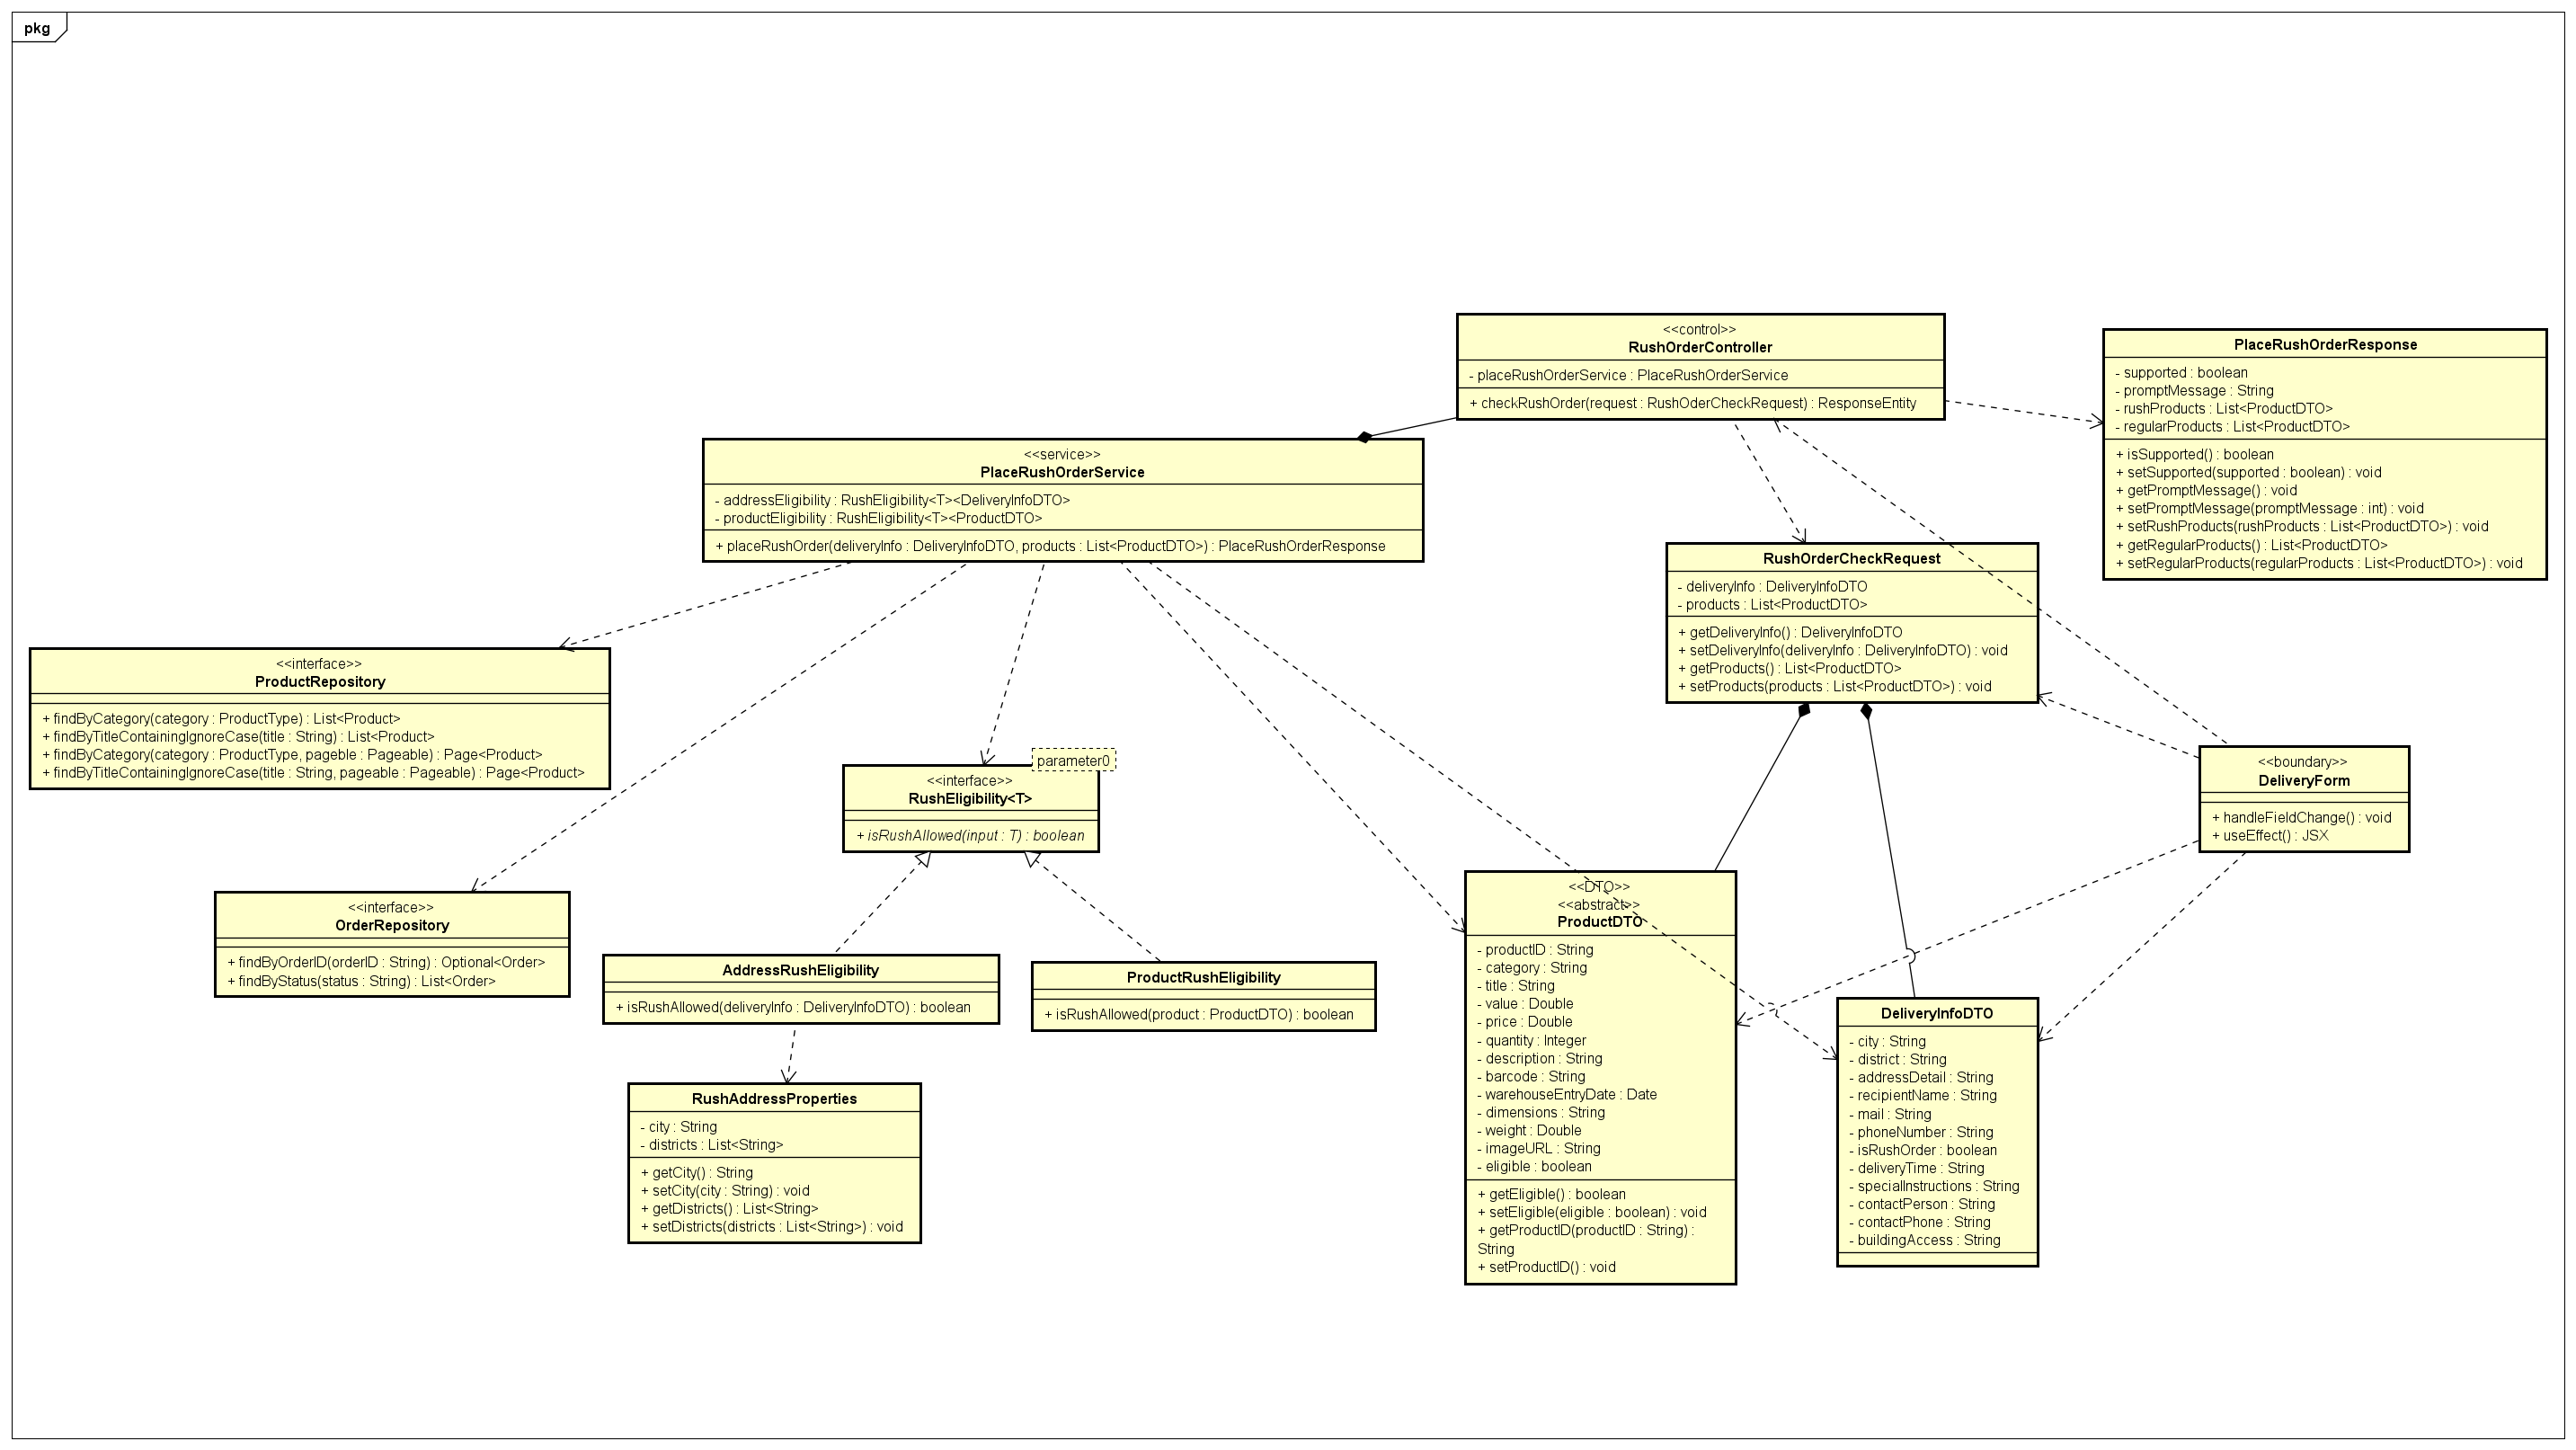 pkg
<<control>>
RushOrderController
- placeRushOrderService : PlaceRushOrderService
+ checkRushOrder(request : RushOderCheckRequest) : ResponseEntity
PlaceRushOrderResponse
- supported : boolean
- promptMessage : String
- rushProducts : List<ProductDTO>
- regularProducts : List<ProductDTO>
+ isSupported() : boolean
+ setSupported(supported : boolean) : void
+ getPromptMessage() : void
+ setPromptMessage(promptMessage : int) : void
+ setRushProducts(rushProducts : List<ProductDTO>) : void
+ getRegularProducts() : List<ProductDTO>
+ setRegularProducts(regularProducts : List<ProductDTO>) : void
<<service>>
PlaceRushOrderService
- addressEligibility : RushEligibility<T><DeliveryInfoDTO>
- productEligibility : RushEligibility<T><ProductDTO>
+ placeRushOrder(deliveryInfo : DeliveryInfoDTO, products : List<ProductDTO>) : PlaceRushOrderResponse
RushOrderCheckRequest
- deliveryInfo : DeliveryInfoDTO
- products : List<ProductDTO>
+ getDeliveryInfo() : DeliveryInfoDTO
+ setDeliveryInfo(deliveryInfo : DeliveryInfoDTO) : void
+ getProducts() : List<ProductDTO>
+ setProducts(products : List<ProductDTO>) : void
<<interface>>
ProductRepository
+ findByCategory(category : ProductType) : List<Product>
+ findByTitleContainingIgnoreCase(title : String) : List<Product>
+ findByCategory(category : ProductType, pageble : Pageable) : Page<Product>
+ findByTitleContainingIgnoreCase(title : String, pageable : Pageable) : Page<Product>
parameter0
<<interface>>
RushEligibility<T>
+ isRushAllowed(input : T) : boolean
<<boundary>>
DeliveryForm
+ handleFieldChange() : void
+ useEffect() : JSX
<<interface>>
OrderRepository
+ findByOrderID(orderID : String) : Optional<Order>
+ findByStatus(status : String) : List<Order>
AddressRushEligibility
+ isRushAllowed(deliveryInfo : DeliveryInfoDTO) : boolean
ProductRushEligibility
+ isRushAllowed(product : ProductDTO) : boolean
<<DTO>>
<<abstract>>
ProductDTO
- productID : String
- category : String
- title : String
- value : Double
- price : Double
- quantity : Integer
- description : String
- barcode : String
- warehouseEntryDate : Date
- dimensions : String
- weight : Double
- imageURL : String
- eligible : boolean
+ getEligible() : boolean
+ setEligible(eligible : boolean) : void
+ getProductID(productID : String) :
String
+ setProductID() : void
DeliveryInfoDTO
- city : String
- district : String
- addressDetail : String
- recipientName : String
- mail : String
- phoneNumber : String
- isRushOrder : boolean
- deliveryTime : String
- specialInstructions : String
- contactPerson : String
- contactPhone : String
- buildingAccess : String
RushAddressProperties
- city : String
- districts : List<String>
+ getCity() : String
+ setCity(city : String) : void
+ getDistricts() : List<String>
+ setDistricts(districts : List<String>) : void